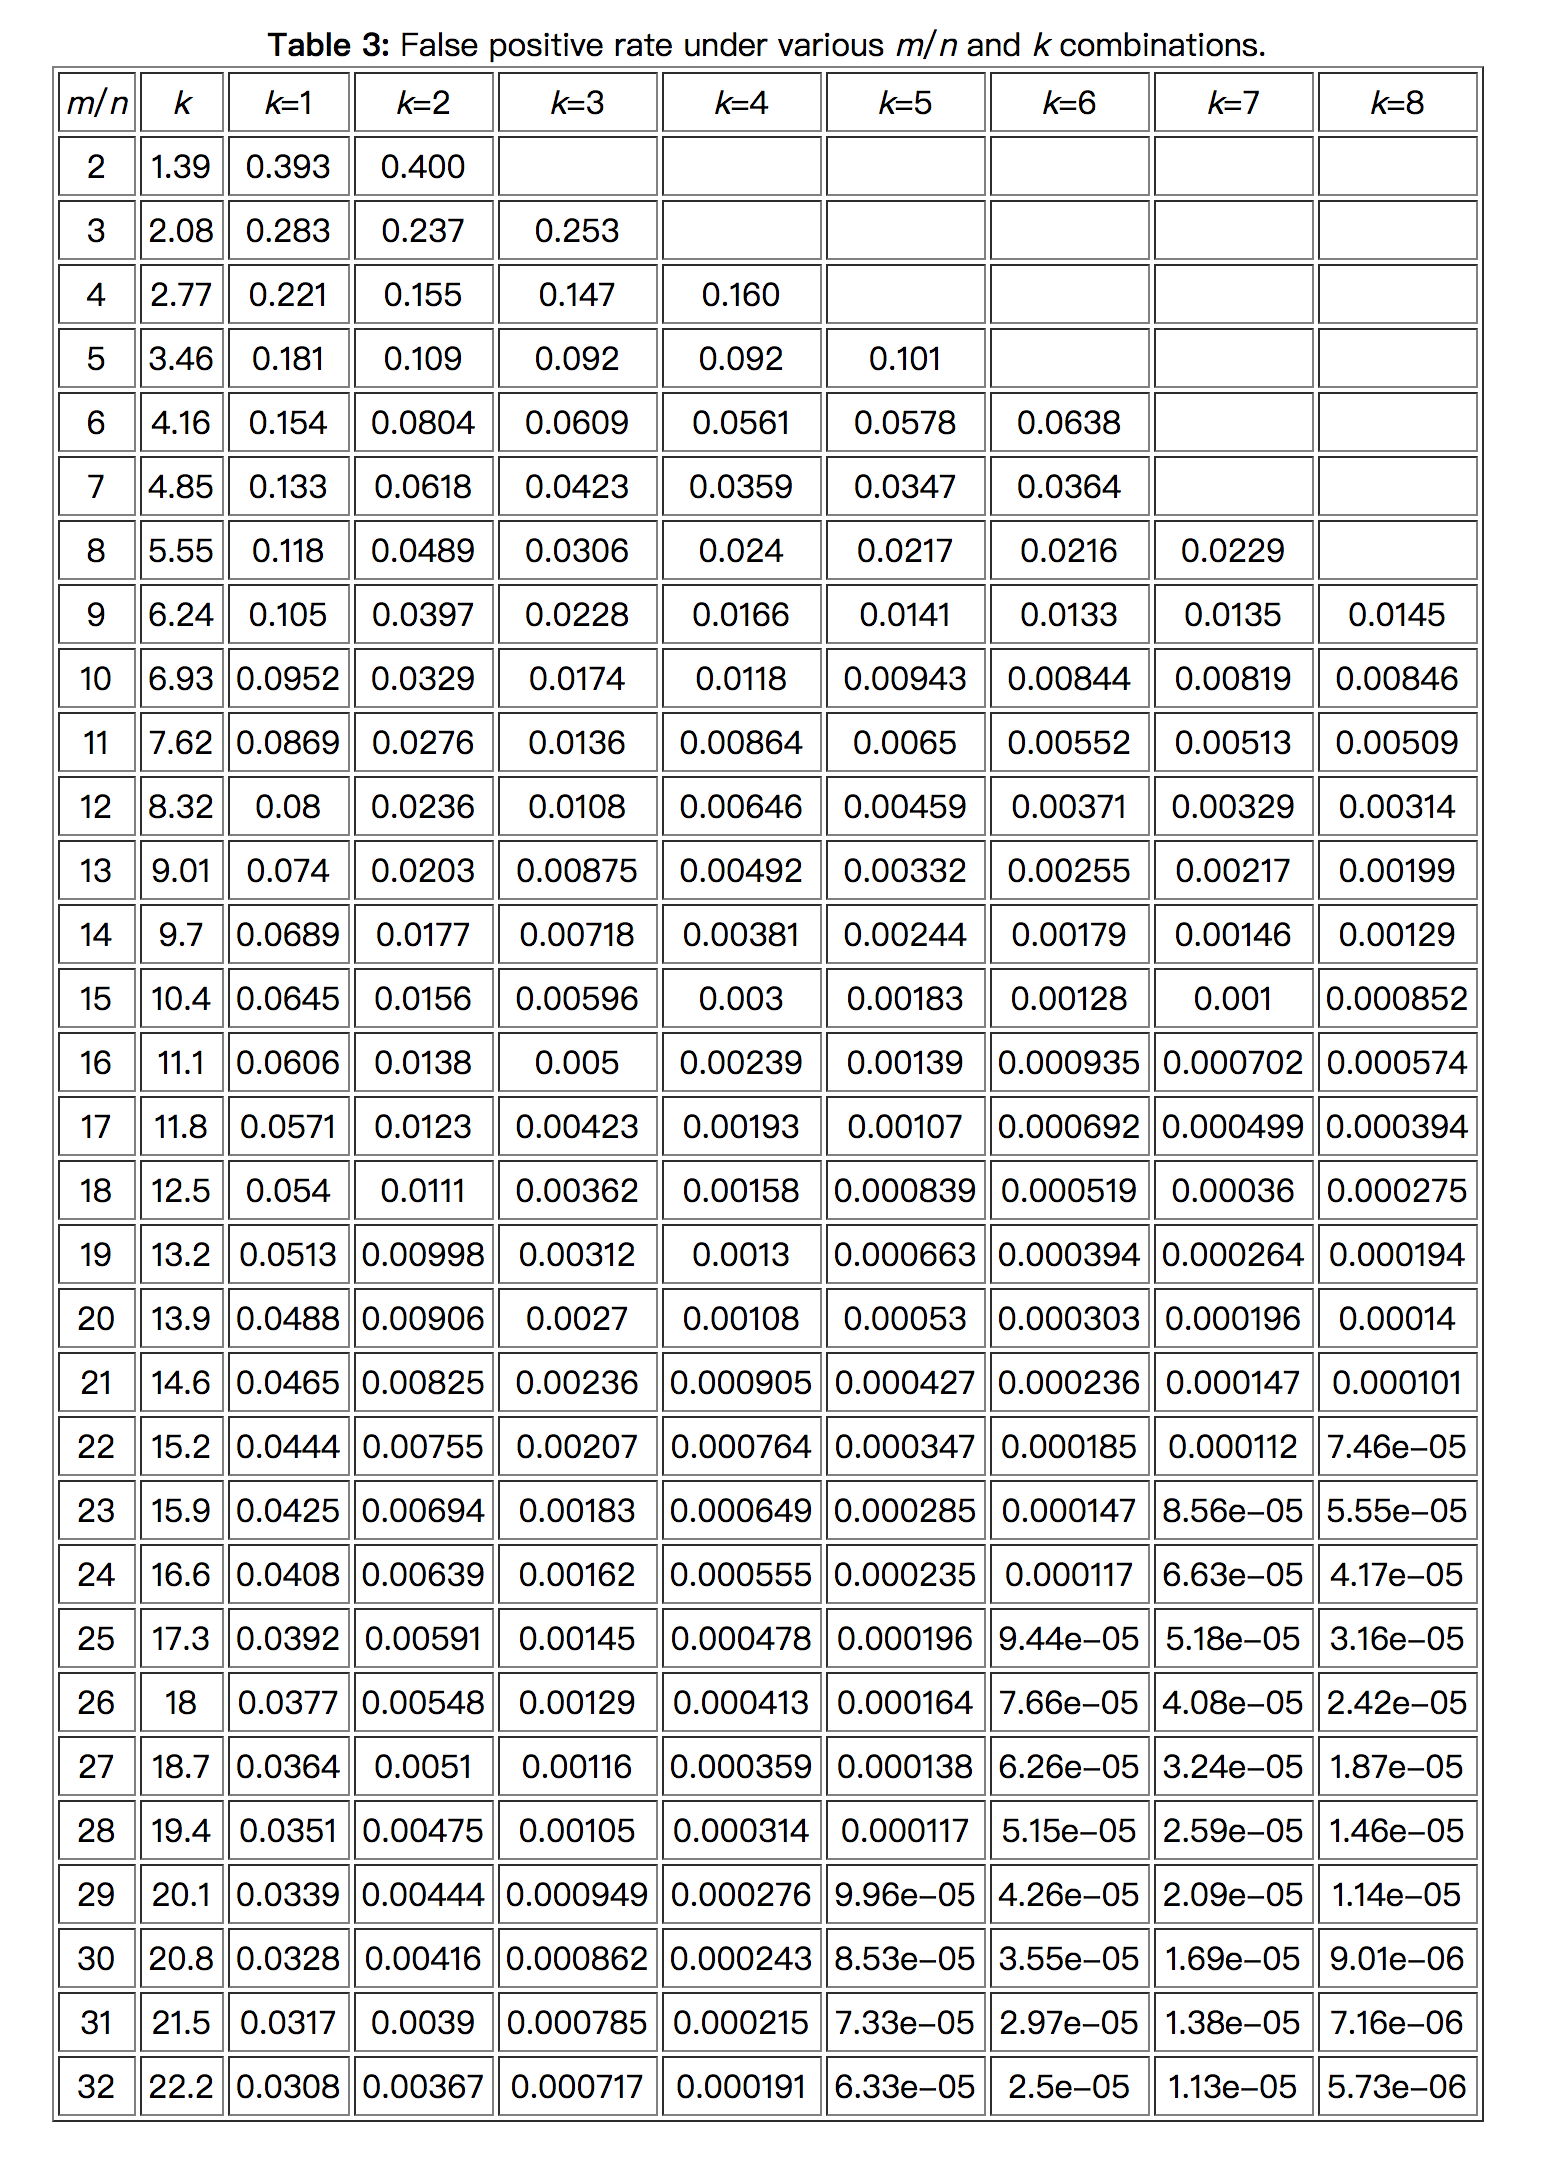 Table 3: False positive rate under various m/n and k combinations.
m/n k k=1 k=2 k=3 k=4 k=5 k=6 k=7 k=8
2 1.39 0.393 0.400
3 2.08 0.283 0.237 0.253
4 2.77 0.221 0.155 0.147 0.160
5 3.46 0.181 0.109 0.092 0.092 0.101
6 4.16 0.154 0.0804 0.0609 0.0561 0.0578 0.0638
7 4.85 0.133 0.0618 0.0423 0.0359 0.0347 0.0364
8 5.55 0.118 0.0489 0.0306 0.024 0.0217 0.0216 0.0229
9 6.24 0.105 0.0397 0.0228 0.0166 0.0141 0.0133 0.0135 0.0145
10 6.93 0.0952 0.0329 0.0174 0.0118 0.00943 0.00844 0.00819 0.00846
11 7.62 0.0869 0.0276 0.0136 0.00864 0.0065 0.00552 0.00513 0.00509
12 8.32 0.08 0.0236 0.0108 0.00646 0.00459 0.00371 0.00329 0.00314
13 9.01 0.074 0.0203 0.00875 0.00492 0.00332 0.00255 0.00217 0.00199
14 9.7 0.0689 0.0177 0.00718 0.00381 0.00244 0.00179 0.00146 0.00129
15 10.4 0.0645 0.0156 0.00596 0.003 0.00183 0.00128 0.001 0.000852
16 11.1 0.0606 0.0138 0.005 0.00239 0.00139 0.000935 0.000702 0.000574
17 11.8 0.0571 0.0123 0.00423 0.00193 0.00107 0.000692 0.000499 0.000394
18 12.5 0.054 0.0111 0.00362 0.00158 0.000839 0.000519 0.00036 0.000275
19 13.2 0.0513 0.00998 0.00312 0.0013 0.000663 0.000394 0.000264 0.000194
20 13.9 0.0488 0.00906 0.0027 0.00108 0.00053 0.000303 0.000196 0.00014
21 14.6 0.0465 0.00825 0.00236 0.000905 0.000427 0.000236 0.000147 0.000101
22 15.2 0.0444 0.00755 0.00207 0.000764 0.000347 0.000185 0.000112 7.46e–05
23 15.9 0.0425 0.00694 0.00183 0.000649 0.000285 0.000147 8.56e–05 5.55e–05
24 16.6 0.0408 0.00639 0.00162 0.000555 0.000235 0.000117 6.63e–05 4.17e–05
25 17.3 0.0392 0.00591 0.00145 0.000478 0.000196 9.44e–05 5.18e–05 3.16e–05
26 18 0.0377 0.00548 0.00129 0.000413 0.000164 7.66e–05 4.08e–05 2.42e–05
27 18.7 0.0364 0.0051 0.00116 0.000359 0.000138 6.26e–05 3.24e–05 1.87e–05
28 19.4 0.0351 0.00475 0.00105 0.000314 0.000117 5.15e–05 2.59e–05 1.46e–05
29 20.1 0.0339 0.00444 0.000949 0.000276 9.96e–05 4.26e–05 2.09e–05 1.14e–05
30 20.8 0.0328 0.00416 0.000862 0.000243 8.53e–05 3.55e–05 1.69e–05 9.01e–06
31 21.5 0.0317 0.0039 0.000785 0.000215 7.33e–05 2.97e–05 1.38e–05 7.16e–06
32 22.2 0.0308 0.00367 0.000717 0.000191 6.33e–05 2.5e–05 1.13e–05 5.73e–06